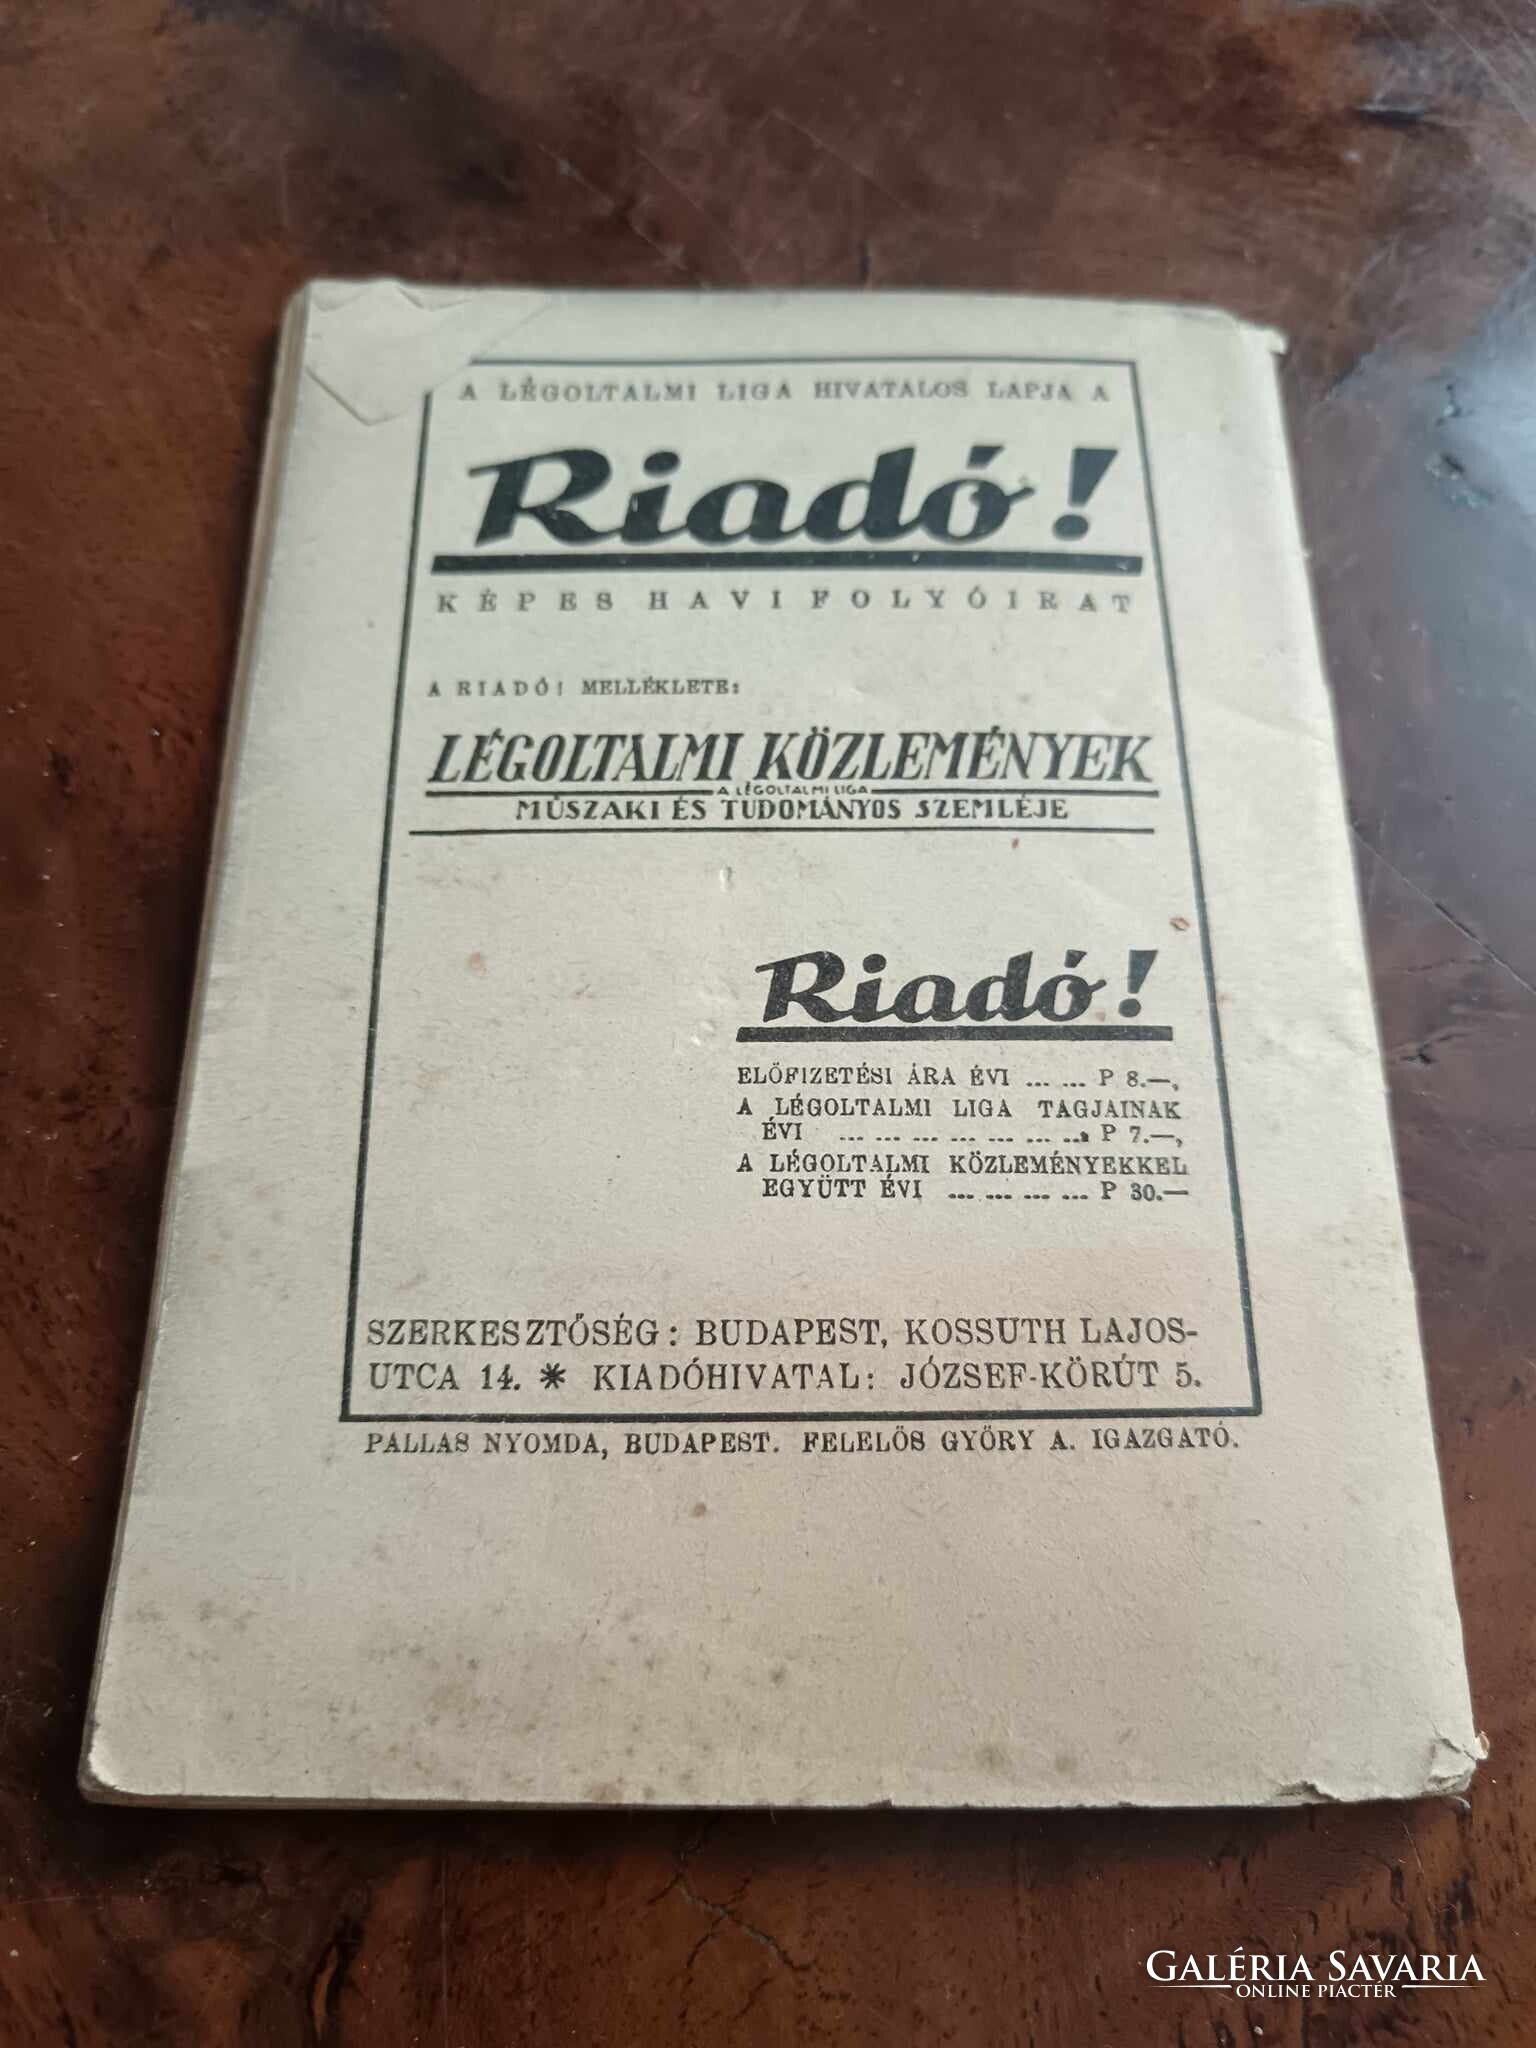 A LÉGOLTALMI LIGA HIVATALOS LAPJA A
Riadó!
KÉPES HAVI FOLYÓIRAT
A RIADÓ! MELLÉKLETE:
LÉGOLTALMI KÖZLEMÉNYEK
A LÉGOLTALMI LIGA
MŰSZAKI ÉS TUDOMÁNYOS SZEMLÉJE
Riadó!
ELŐFIZETÉSI ÁRA ÉVI ... ... P 8.—,
A LÉGOLTALMI LIGA TAGJAINAK
ÉVI ... ... ... ... ... ... ... P 7.—,
A LÉGOLTALMI KÖZLEMÉNYEKKEL
EGYÜTT ÉVI ... ... ... ... P 30.—
SZERKESZTŐSÉG: BUDAPEST, KOSSUTH LAJOS-
UTCA 14. * KIADÓHIVATAL: JÓZSEF-KÖRÚT 5.
PALLAS NYOMDA, BUDAPEST. FELELŐS GYŐRY A. IGAZGATÓ.
GALÉRIA SAVARIA
ONLINE PIACTÉR